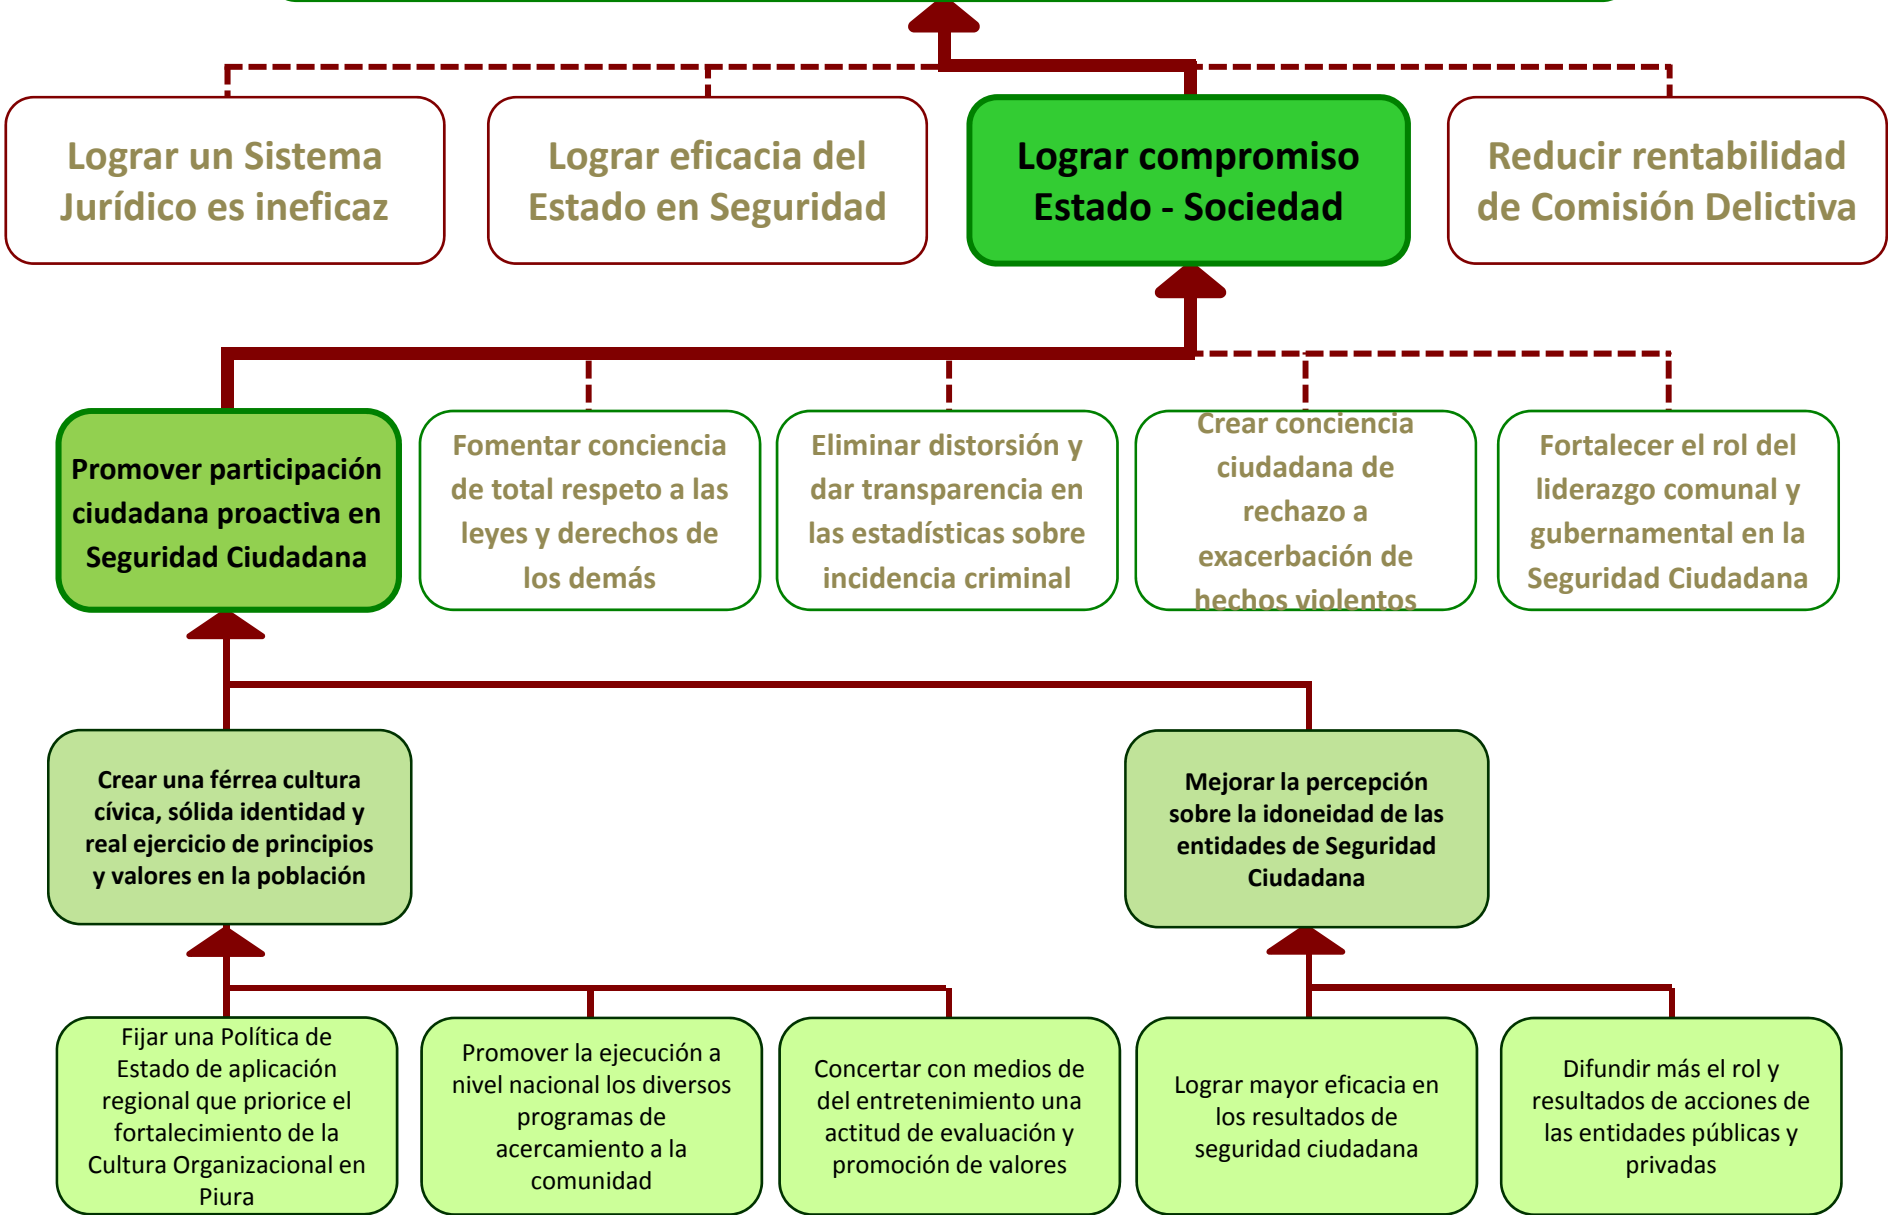 Lograr un Sistema
Jurídico es ineficaz
Lograr eficacia del
Estado en Seguridad
Lograr compromiso
Estado - Sociedad
Reducir rentabilidad
de Comisión Delictiva
Promover participación
ciudadana proactiva en
Seguridad Ciudadana
Fomentar conciencia
de total respeto a las
leyes y derechos de
los demás
Eliminar distorsión y
dar transparencia en
las estadísticas sobre
incidencia criminal
Crear conciencia
ciudadana de
rechazo a
exacerbación de
hechos violentos
Fortalecer el rol del
liderazgo comunal y
gubernamental en la
Seguridad Ciudadana
Crear una férrea cultura
cívica, sólida identidad y
real ejercicio de principios
y valores en la población
Mejorar la percepción
sobre la idoneidad de las
entidades de Seguridad
Ciudadana
Fijar una Política de
Estado de aplicación
regional que priorice el
fortalecimiento de la
Cultura Organizacional en
Piura
Promover la ejecución a
nivel nacional los diversos
programas de
acercamiento a la
comunidad
Concertar con medios de
del entretenimiento una
actitud de evaluación y
promoción de valores
Lograr mayor eficacia en
los resultados de
seguridad ciudadana
Difundir más el rol y
resultados de acciones de
las entidades públicas y
privadas